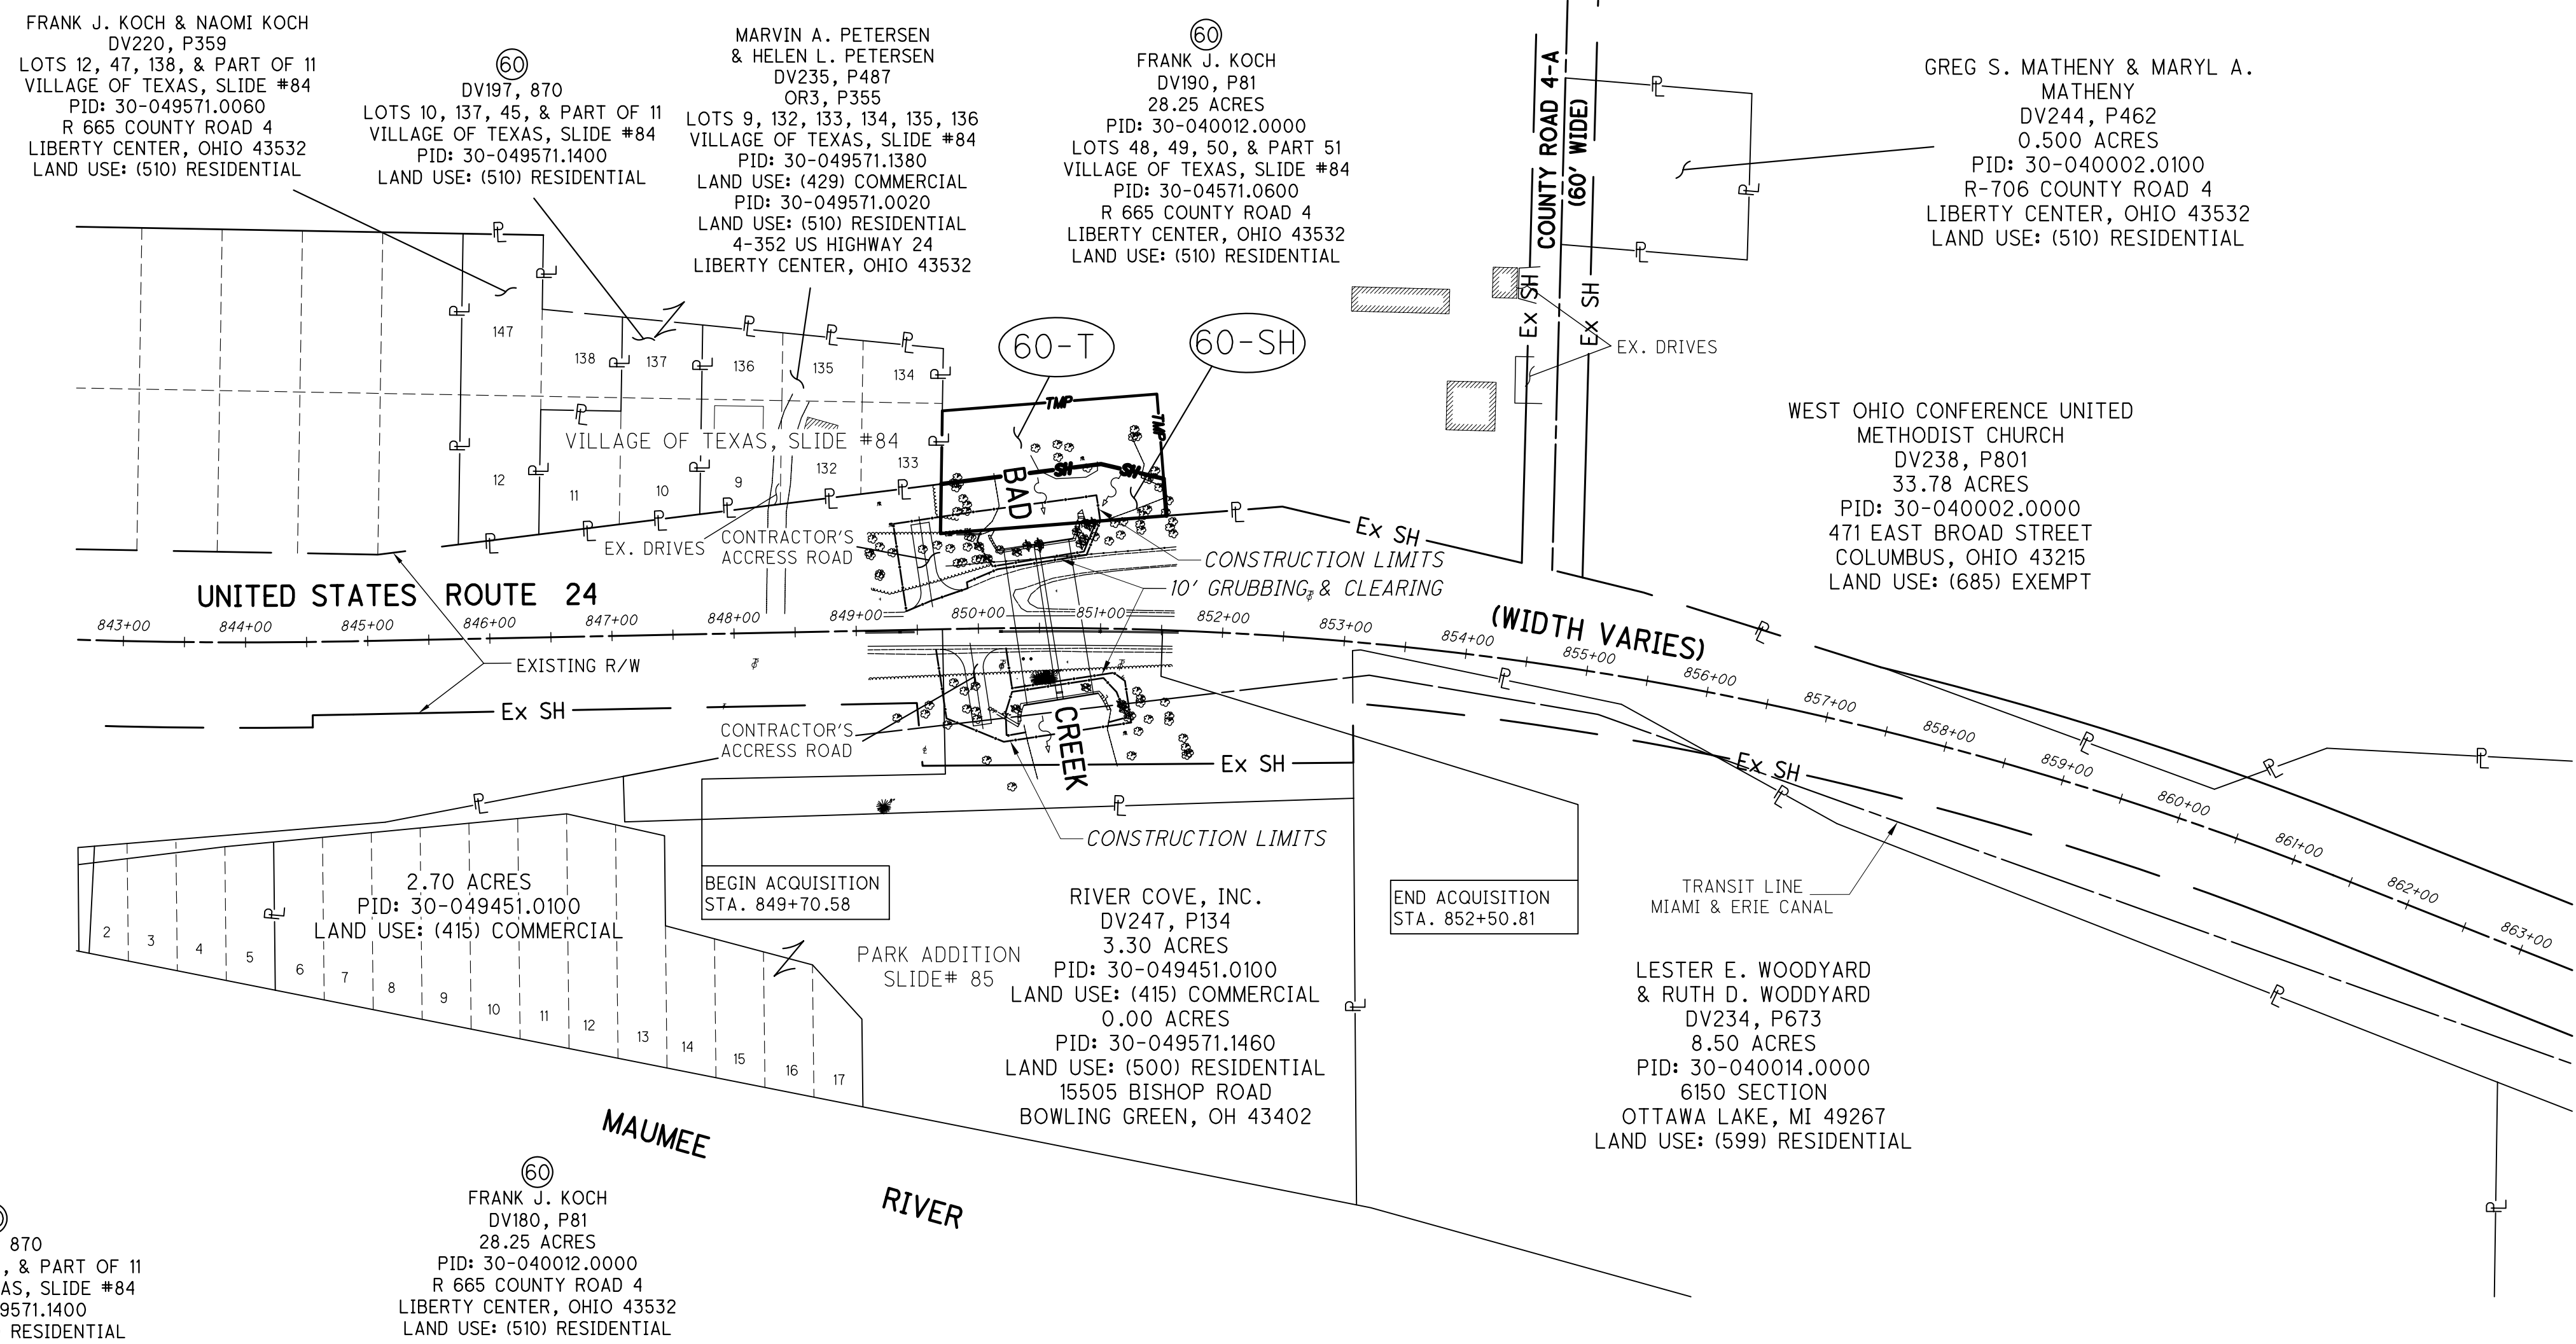 FRANK J. KOCH & NAOMI KOCH
DV220, P359
LOTS 12, 47, 138, & PART OF 11
VILLAGE OF TEXAS, SLIDE #84
PID: 30-049571.0060
R 665 COUNTY ROAD 4
LIBERTY CENTER, OHIO 43532
LAND USE: (510) RESIDENTIAL
60
DV197, 870
LOTS 10, 137, 45, & PART OF 11
VILLAGE OF TEXAS, SLIDE #84
PID: 30-049571.1400
LAND USE: (510) RESIDENTIAL
MARVIN A. PETERSEN
& HELEN L. PETERSEN
DV235, P487
OR3, P355
LOTS 9, 132, 133, 134, 135, 136
VILLAGE OF TEXAS, SLIDE #84
PID: 30-049571.1380
LAND USE: (429) COMMERCIAL
PID: 30-049571.0020
LAND USE: (510) RESIDENTIAL
4-352 US HIGHWAY 24
LIBERTY CENTER, OHIO 43532
60
FRANK J. KOCH
DV190, P81
28.25 ACRES
PID: 30-040012.0000
LOTS 48, 49, 50, & PART 51
VILLAGE OF TEXAS, SLIDE #84
PID: 30-04571.0600
R 665 COUNTY ROAD 4
LIBERTY CENTER, OHIO 43532
LAND USE: (510) RESIDENTIAL
COUNTY ROAD 4-A
(60' WIDE)
Ex SH
Ex SH
GREG S. MATHENY & MARYL A.
MATHENY
DV244, P462
0.500 ACRES
PID: 30-040002.0100
R-706 COUNTY ROAD 4
LIBERTY CENTER, OHIO 43532
LAND USE: (510) RESIDENTIAL
EX. DRIVES
WEST OHIO CONFERENCE UNITED
METHODIST CHURCH
DV238, P801
33.78 ACRES
PID: 30-040002.0000
471 EAST BROAD STREET
COLUMBUS, OHIO 43215
LAND USE: (685) EXEMPT
147
138
137
136
135
134
60-T
60-SH
TMP
TMP
SH
SH
VILLAGE OF TEXAS, SLIDE #84
12
11
10
9
132
133
BAD
EX. DRIVES
CONTRACTOR'S
ACCRESS ROAD
Ex SH
CONSTRUCTION LIMITS
10' GRUBBING & CLEARING
UNITED STATES ROUTE 24
(WIDTH VARIES)
843+00
844+00
845+00
846+00
847+00
848+00
849+00
850+00
851+00
852+00
853+00
854+00
855+00
856+00
857+00
858+00
859+00
860+00
861+00
862+00
863+00
EXISTING R/W
Ex SH
CONTRACTOR'S
ACCRESS ROAD
CREEK
Ex SH
Ex SH
CONSTRUCTION LIMITS
BEGIN ACQUISITION
STA. 849+70.58
END ACQUISITION
STA. 852+50.81
TRANSIT LINE
MIAMI & ERIE CANAL
2.70 ACRES
PID: 30-049451.0100
LAND USE: (415) COMMERCIAL
2
3
4
5
6
7
8
9
10
11
12
13
14
15
16
17
PARK ADDITION
SLIDE# 85
RIVER COVE, INC.
DV247, P134
3.30 ACRES
PID: 30-049451.0100
LAND USE: (415) COMMERCIAL
0.00 ACRES
PID: 30-049571.1460
LAND USE: (500) RESIDENTIAL
15505 BISHOP ROAD
BOWLING GREEN, OH 43402
LESTER E. WOODYARD
& RUTH D. WODDYARD
DV234, P673
8.50 ACRES
PID: 30-040014.0000
6150 SECTION
OTTAWA LAKE, MI 49267
LAND USE: (599) RESIDENTIAL
MAUMEE
RIVER
60
FRANK J. KOCH
DV180, P81
28.25 ACRES
PID: 30-040012.0000
R 665 COUNTY ROAD 4
LIBERTY CENTER, OHIO 43532
LAND USE: (510) RESIDENTIAL
870
, & PART OF 11
AS, SLIDE #84
9571.1400
RESIDENTIAL